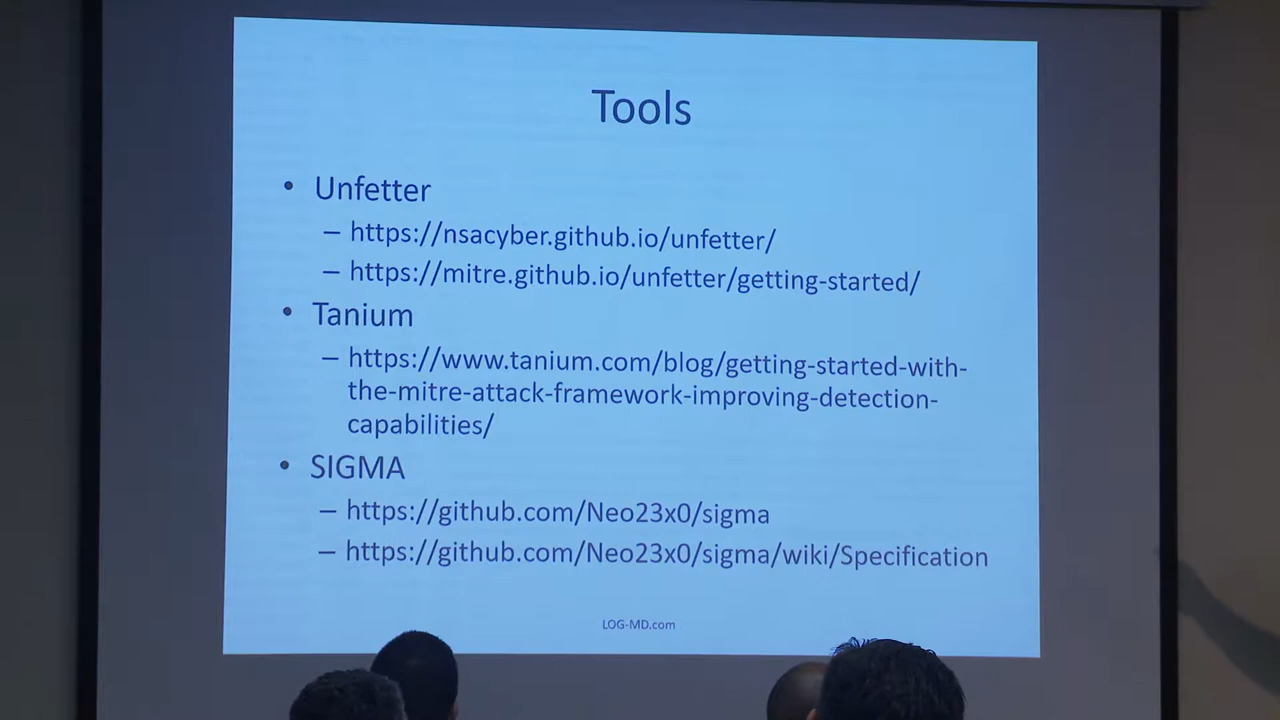 Tools
• Unfetter
– https://nsacyber.github.io/unfetter/
– https://mitre.github.io/unfetter/getting-started/
• Tanium
– https://www.tanium.com/blog/getting-started-with-
the-mitre-attack-framework-improving-detection-
capabilities/
• SIGMA
– https://github.com/Neo23x0/sigma
– https://github.com/Neo23x0/sigma/wiki/Specification
LOG-MD.com